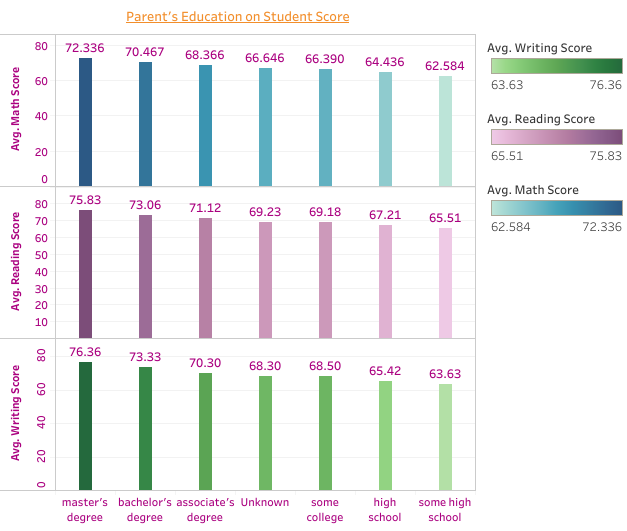 Parent's Education on Student Score
Avg. Math Score
80
60
40
20
0
72.336 70.467 68.366 66.646 66.390 64.436 62.584
Avg. Reading Score
80
70
60
50
40
30
20
10
75.83 73.06 71.12 69.23 69.18 67.21 65.51
Avg. Writing Score
80
60
40
20
0
76.36 73.33 70.30 68.30 68.50 65.42 63.63
master's degree
bachelor's degree
associate's degree
Unknown
some college
high school
some high school
Avg. Writing Score
63.63 76.36
Avg. Reading Score
65.51 75.83
Avg. Math Score
62.584 72.336